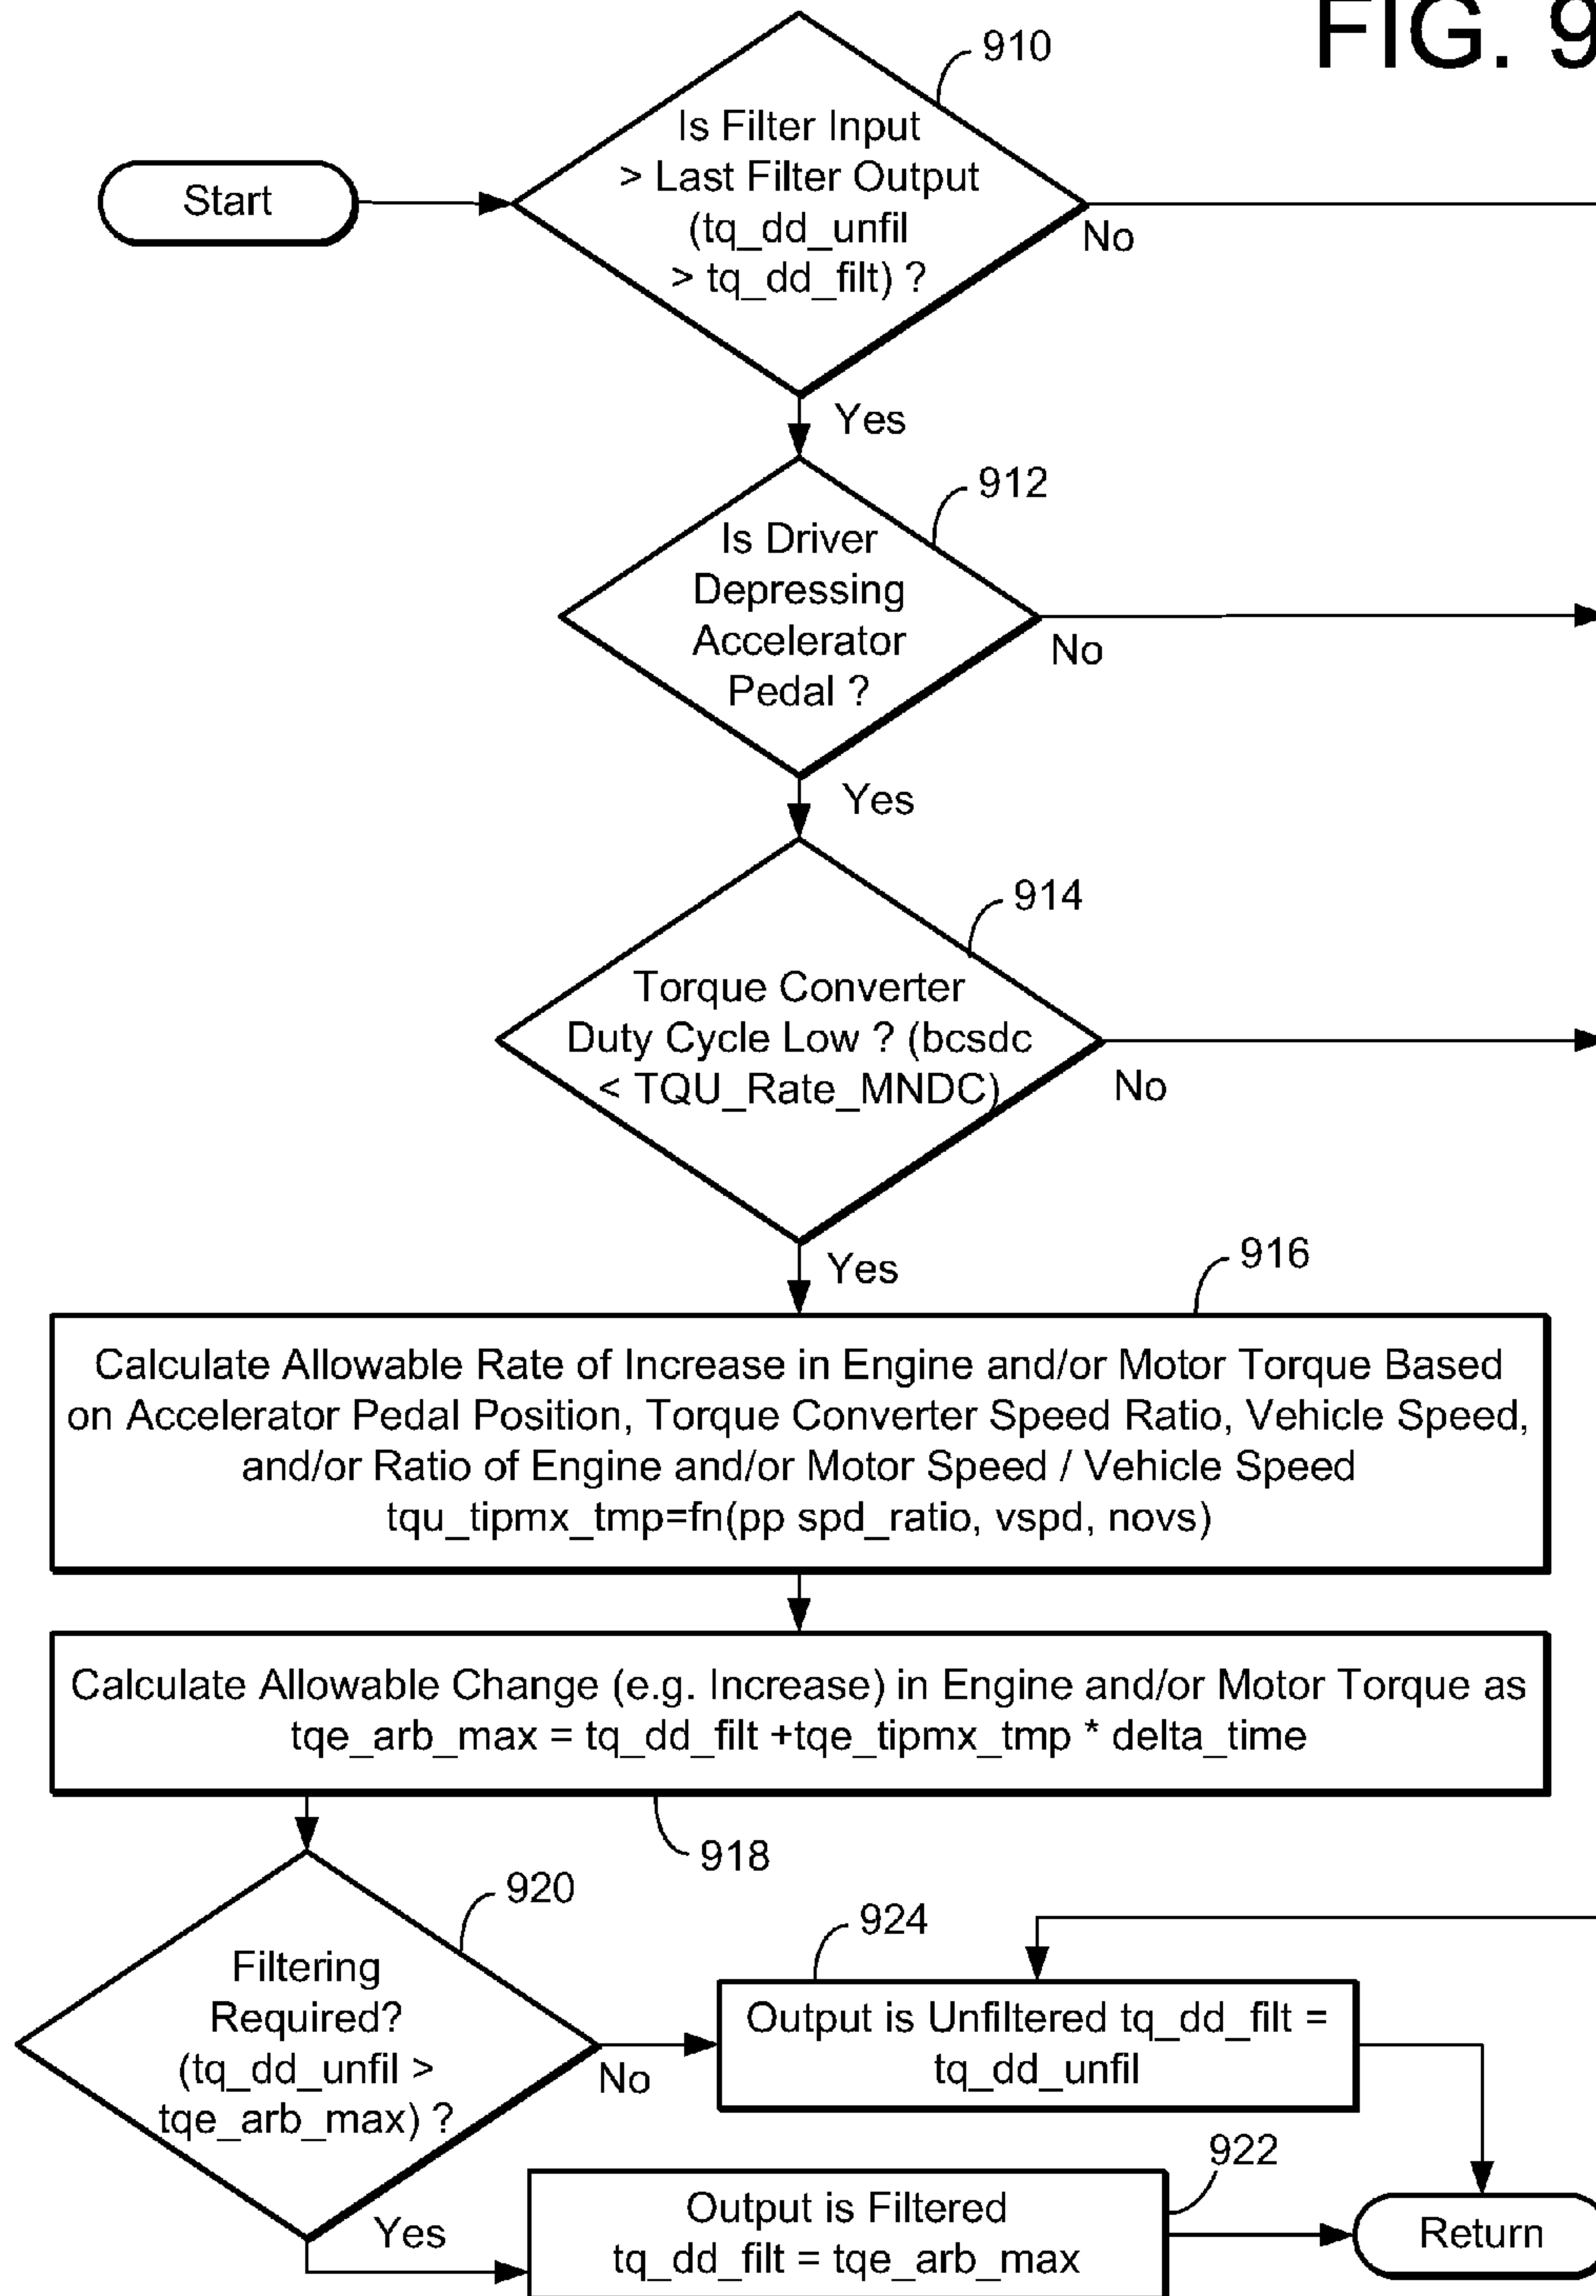 FIG. 9
910
Is Filter Input
> Last Filter Output
(tq_dd_unfil
> tq_dd_filt) ?
Start
No
Yes
912
Is Driver
Depressing
Accelerator
Pedal ?
No
Yes
914
Torque Converter
Duty Cycle Low ? (bcsdc
< TQU_Rate_MNDC)
No
Yes
916
Calculate Allowable Rate of Increase in Engine and/or Motor Torque Based
on Accelerator Pedal Position, Torque Converter Speed Ratio, Vehicle Speed,
and/or Ratio of Engine and/or Motor Speed / Vehicle Speed
tqu_tipmx_tmp=fn(pp spd_ratio, vspd, novs)
Calculate Allowable Change (e.g. Increase) in Engine and/or Motor Torque as
tqe_arb_max = tq_dd_filt +tqe_tipmx_tmp * delta_time
918
920
Filtering
Required?
(tq_dd_unfil >
tqe_arb_max) ?
No
Yes
924
Output is Unfiltered tq_dd_filt =
tq_dd_unfil
922
Output is Filtered
tq_dd_filt = tqe_arb_max
Return